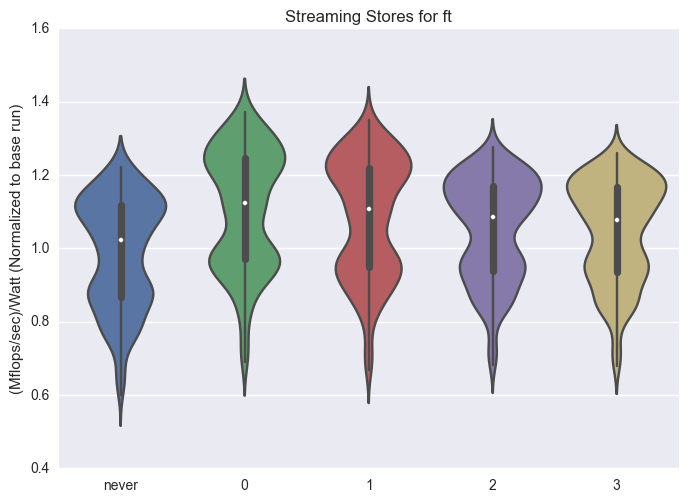 Streaming Stores for ft
(Mflops/sec)/Watt (Normalized to base run)
1.6
1.4
1.2
1.0
0.8
0.6
0.4
never 0 1 2 3